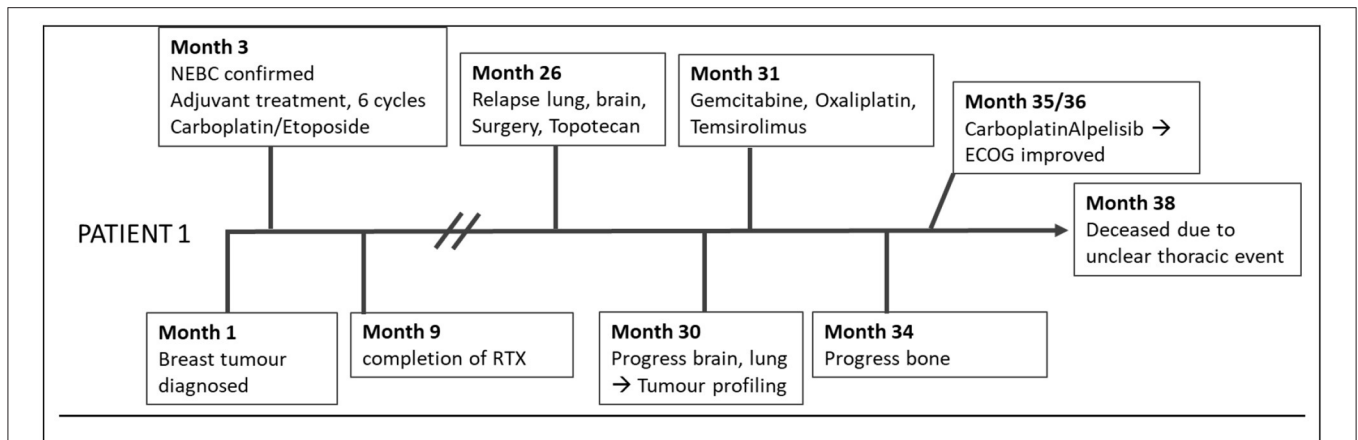 Month 3
NEBC confirmed
Adjuvant treatment, 6 cycles
Carboplatin/Etoposide
Month 26
Relapse lung, brain,
Surgery, Topotecan
Month 31
Gemcitabine, Oxaliplatin,
Temsirolimus
Month 35/36
CarboplatinAlpelisib →
ECOG improved
Month 38
Deceased due to
unclear thoracic event
PATIENT 1
Month 1
Breast tumour
diagnosed
Month 9
completion of RTX
Month 30
Progress brain, lung
→ Tumour profiling
Month 34
Progress bone